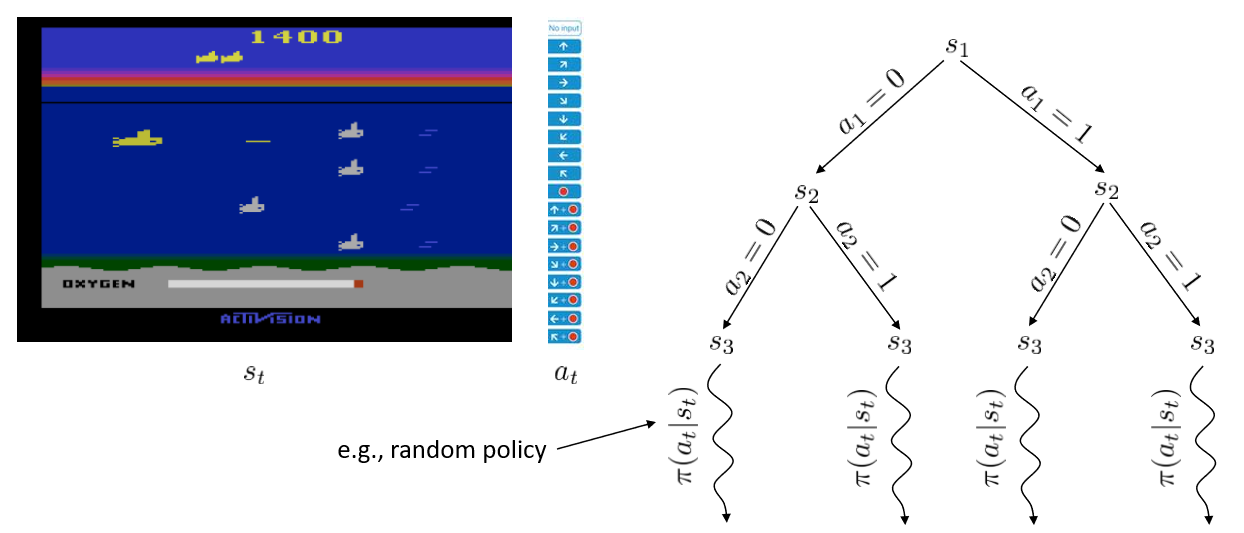 1400
OXYGEN
ACTIVISION
s_t
No input
↑
↗
→
↘
↓
↙
←
↖
↑+
↗+
→+
↘+
↓+
↙+
←+
↖+
a_t
e.g., random policy
s_1
a_1 = 0
a_1 = 1
s_2
s_2
a_2 = 0
a_2 = 1
a_2 = 0
a_2 = 1
s_3
s_3
s_3
s_3
π(a_t|s_t)
π(a_t|s_t)
π(a_t|s_t)
π(a_t|s_t)